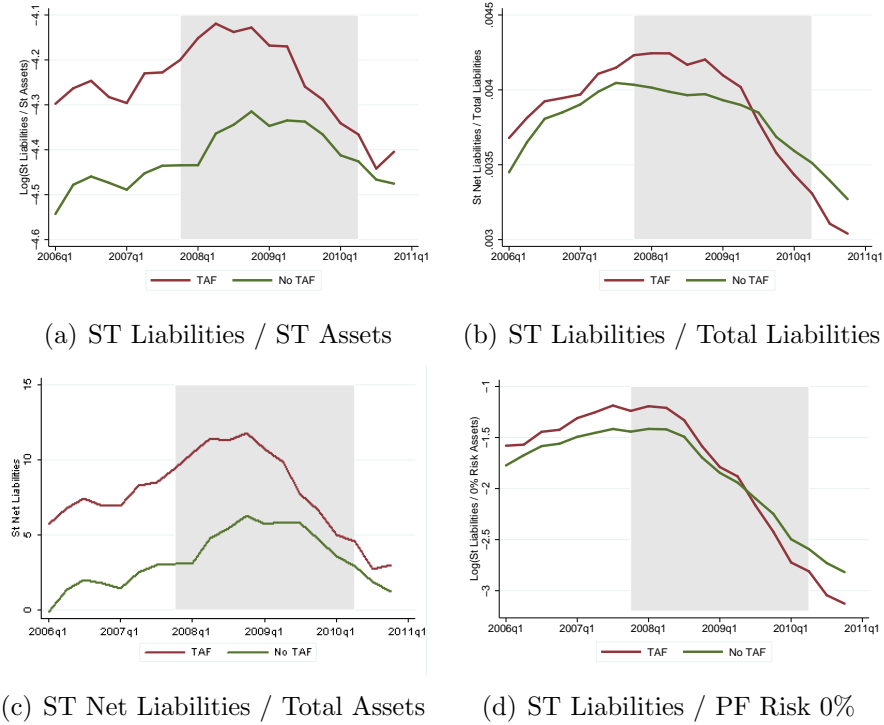 Log(St Liabilities / St Assets)
−4.1
−4.2
−4.3
−4.4
−4.5
−4.6
2006q1 2007q1 2008q1 2009q1 2010q1 2011q1
TAF No TAF
(a) ST Liabilities / ST Assets
St Net Liabilities / Total Liabilities
.0045
.004
.0035
.003
2006q1 2007q1 2008q1 2009q1 2010q1 2011q1
TAF No TAF
(b) ST Liabilities / Total Liabilities
St Net Liabilities
15
10
5
0
2006q1 2007q1 2008q1 2009q1 2010q1 2011q1
TAF No TAF
(c) ST Net Liabilities / Total Assets
Log(St Liabilities / 0% Risk Assets)
−1
−1.5
−2
−2.5
−3
2006q1 2007q1 2008q1 2009q1 2010q1 2011q1
TAF No TAF
(d) ST Liabilities / PF Risk 0%